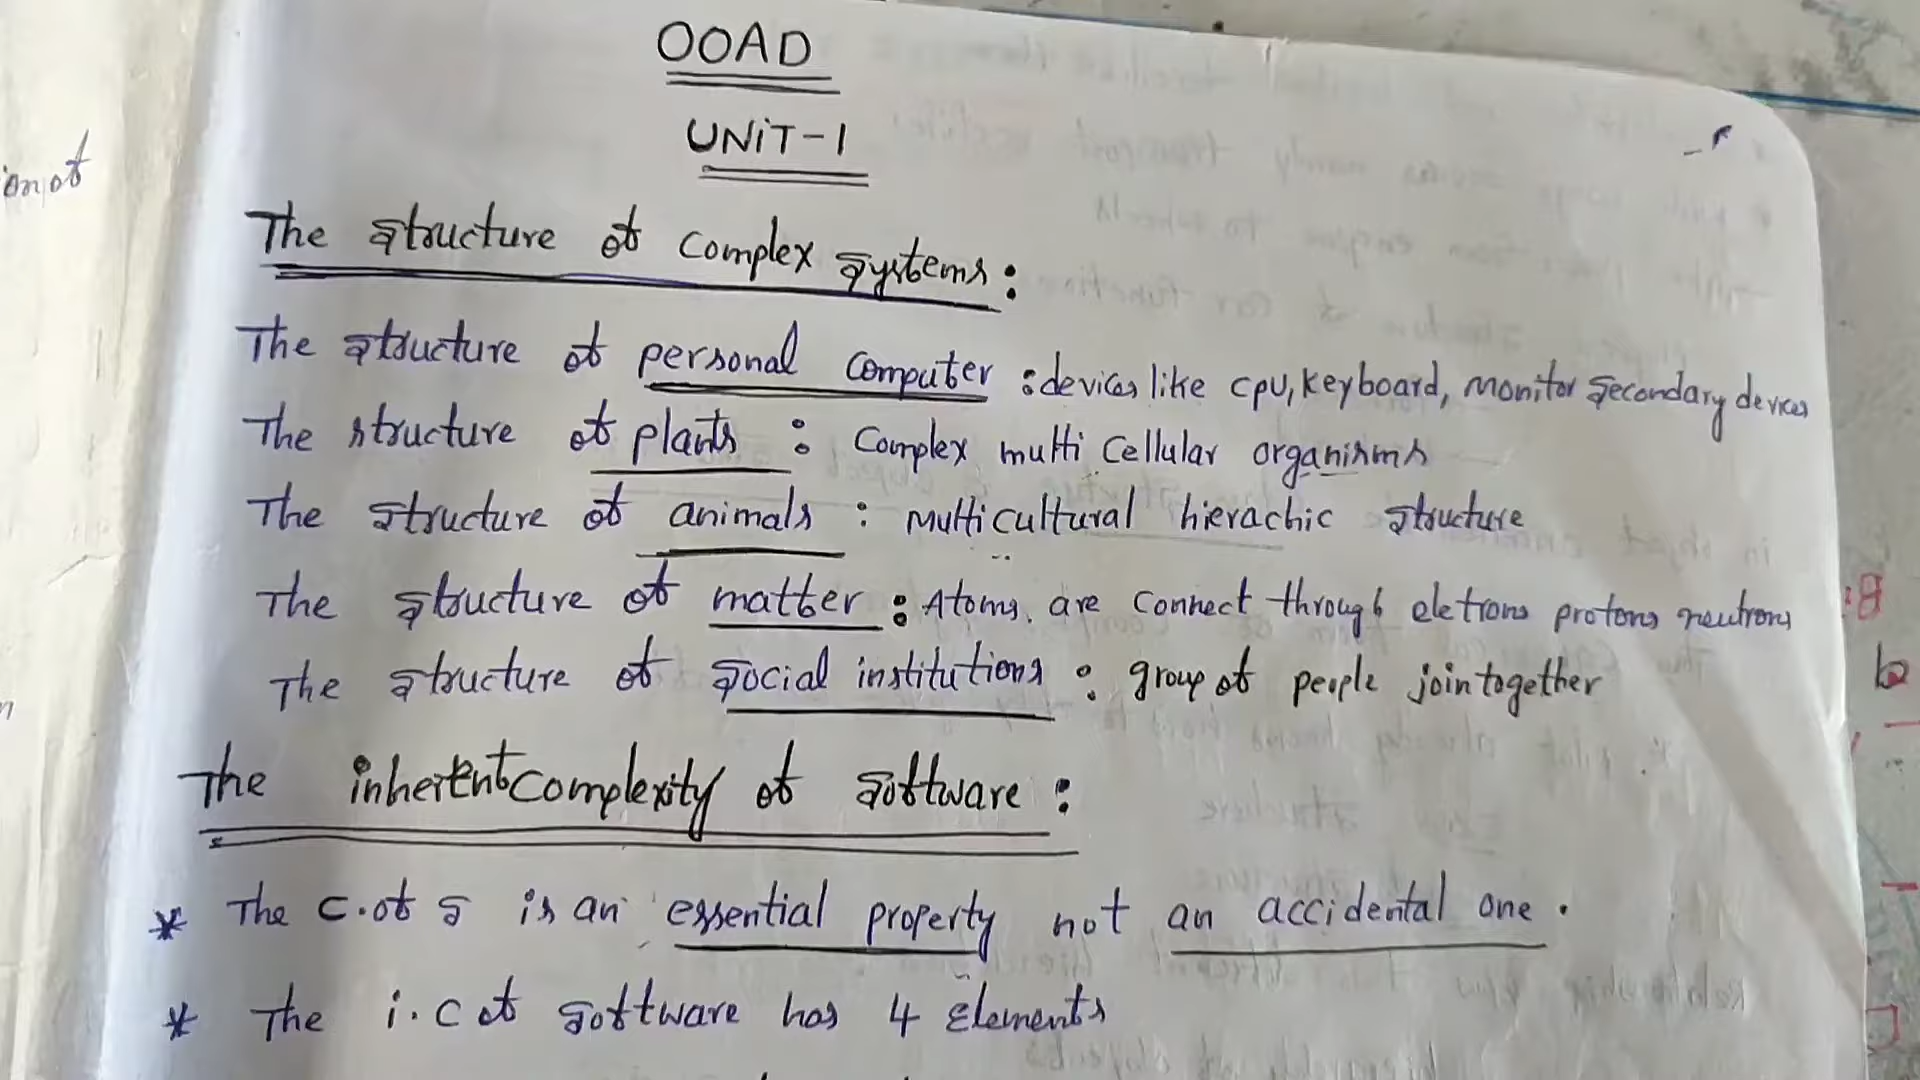 OOAD
UNIT-1
The structure of complex systems:
The structure of personal computer : devices like cpu, keyboard, monitor secondary devices
The structure of plants : Complex multi cellular organisms
The structure of animals : multicultural hierachic structure
The structure of matter : Atoms. are connect through eletrons protons neutrons
The structure of social institutions : group of people join together
The inherent complexity of software :
* The c.of s is an essential property not an accidental one.
* The i.c of software has 4 Elements